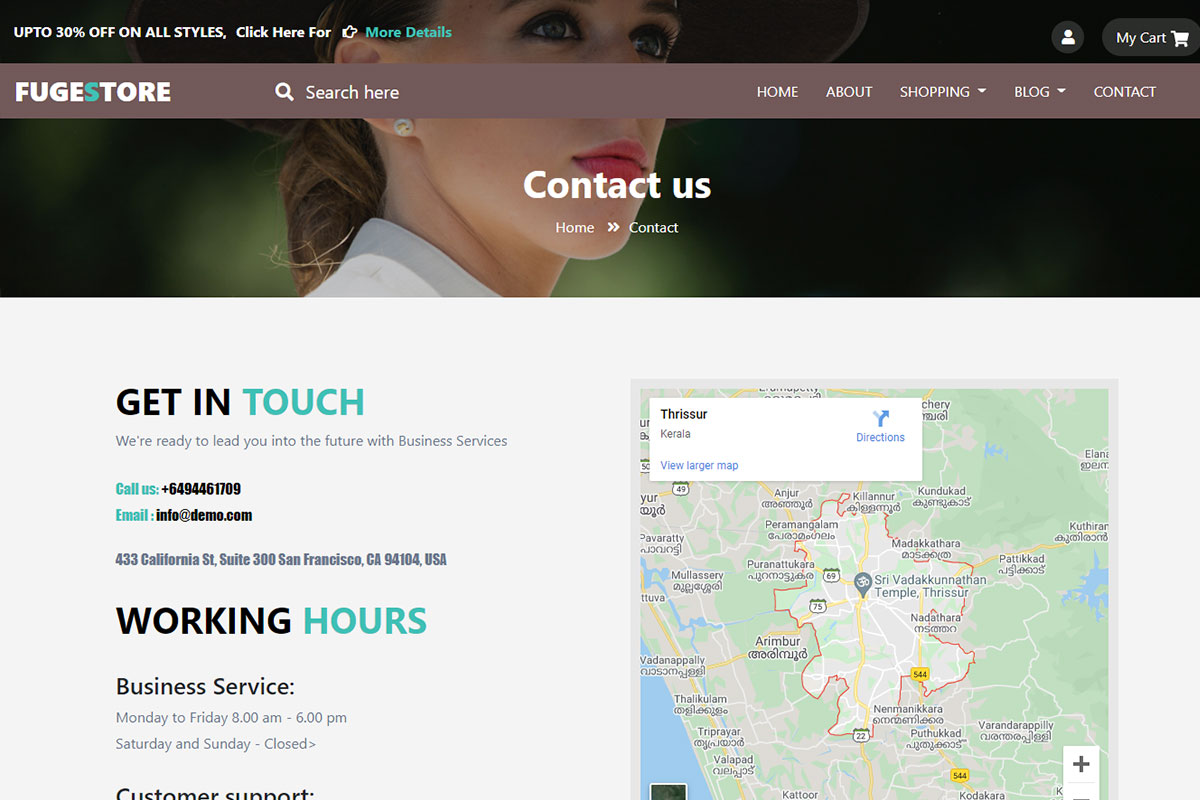 UPTO 30% OFF ON ALL STYLES, Click Here For More Details
My Cart
FUGESTORE
Search here
HOME ABOUT SHOPPING BLOG CONTACT
Contact us
Home » Contact
GET IN TOUCH
We're ready to lead you into the future with Business Services
Call us: +6494461709
Email : info@demo.com
433 California St, Suite 300 San Francisco, CA 94104, USA
WORKING HOURS
Business Service:
Monday to Friday 8.00 am - 6.00 pm
Saturday and Sunday - Closed>
Customer support:
Thrissur
Kerala
Directions
View larger map
49
Anjur
അഞ്ഞൂർ
Killannur
കിള്ളന്നൂർ
Kundukad
കുണ്ടുകാട്
Peramangalam
പേരാമംഗലം
Kuthiran
കുതിരാൻ
Pavaratty
പാവറട്ടി
Madakkathara
മാടക്കത്ര
Pattikkad
പട്ടിക്കാട്
Puranattukara
പുറനാട്ടുകര
69
Mullassery
മുല്ലശ്ശേരി
Sri Vadakkunnathan
Temple, Thrissur
75
Nadathara
നടത്തറ
Arimbur
അരിമ്പൂർ
Vadanappally
വാടാനപ്പള്ളി
544
Thalikulam
തളിക്കുളം
Nenmanikkara
നെന്മണിക്കര
Varandarappilly
വരന്തരപ്പിള്ളി
Triprayar
തൃപ്രയാർ
22
Puthukkad
പുതുക്കാട്
Valapad
വലപ്പാട്
544
Kattoor
Kodakara
+